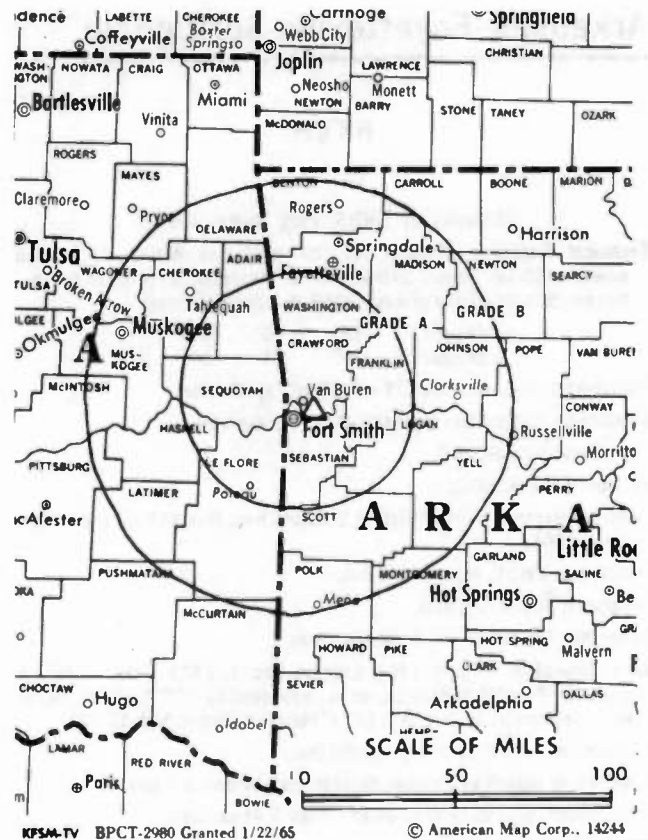 dence
LABETTE
CHEROKEE
Carthage
Springfield
Coffeyville
Baxter
Springs
Webb City
Joplin
CHRISTIAN
WASH-
INGTON
NOWATA
CRAIG
OTTAWA
LAWRENCE
Neosho
Monett
Miami
NEWTON
BARRY
STONE
TANEY
OZARK
Bartlesville
Vinita
McDONALD
ROGERS
MAYES
BENTON
CARROLL
BOONE
MARION
Claremore
Pryor
Rogers
Harrison
DELAWARE
Springdale
Tulsa
ADAIR
Fayetteville
MADISON
NEWTON
WAGONER
CHEROKEE
SEARCY
TULSA
Broken Arrow
Tahlequah
WASHINGTON
GRADE A
GRADE B
Okmulgee
Muskogee
CRAWFORD
JOHNSON
POPE
VAN BUREN
A
MUS-
KOGEE
FRANKLIN
McINTOSH
SEQUOYAH
Van Buren
Clarksville
CONWAY
Fort Smith
LOGAN
Russellville
HASKELL
SEBASTIAN
Morrilton
PITTSBURG
LE FLORE
YELL
LATIMER
Poteau
PERRY
McAlester
SCOTT
A R K A
Little Roc
GARLAND
PUSHMATAHA
POLK
MONTGOMERY
SALINE
OKA
Mena
Hot Springs
Be
McCURTAIN
GRA
HOT SPRING
HOWARD
PIKE
Malvern
CLARK
SEVIER
CHOCTAW
DALLAS
Hugo
Arkadelphia
Idabel
HEMP
LAMAR
SCALE OF MILES
RED RIVER
0 50 100
Paris
BOWIE
KFSM-TV BPCT-2980 Granted 1/22/65
© American Map Corp., 14244